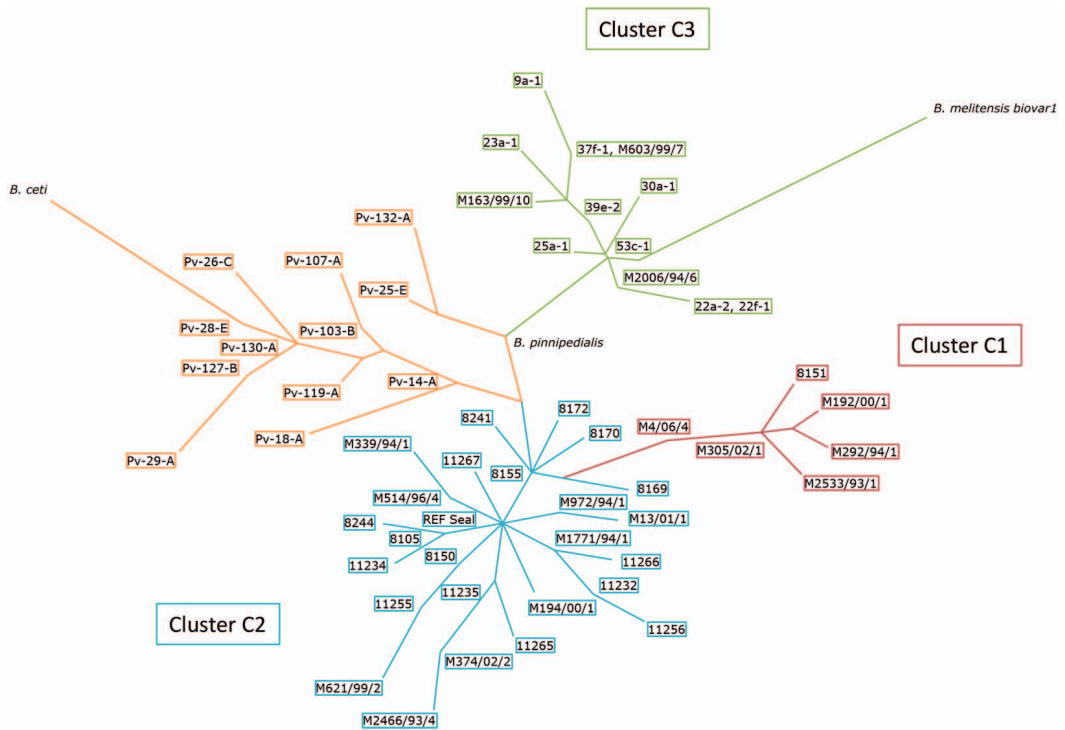 Cluster C3
9a-1
B. melitensis biovar1
23a-1
37f-1, M603/99/7
30a-1
B. ceti
M163/99/10
39e-2
Pv-132-A
25a-1
53c-1
Pv-26-C
Pv-107-A
M2006/94/6
Pv-25-E
22a-2, 22f-1
Pv-28-E
Pv-103-B
Pv-130-A
B. pinnipedialis
Cluster C1
Pv-127-B
Pv-14-A
8151
Pv-119-A
M192/00/1
8241
8172
M4/06/4
Pv-18-A
8170
M339/94/1
M305/02/1
M292/94/1
Pv-29-A
11267
8155
M2533/93/1
8169
M514/96/4
M972/94/1
REF Seal
M13/01/1
8244
8105
M1771/94/1
8150
11234
11266
11232
11235
11255
M194/00/1
Cluster C2
11256
11265
M374/02/2
M621/99/2
M2466/93/4